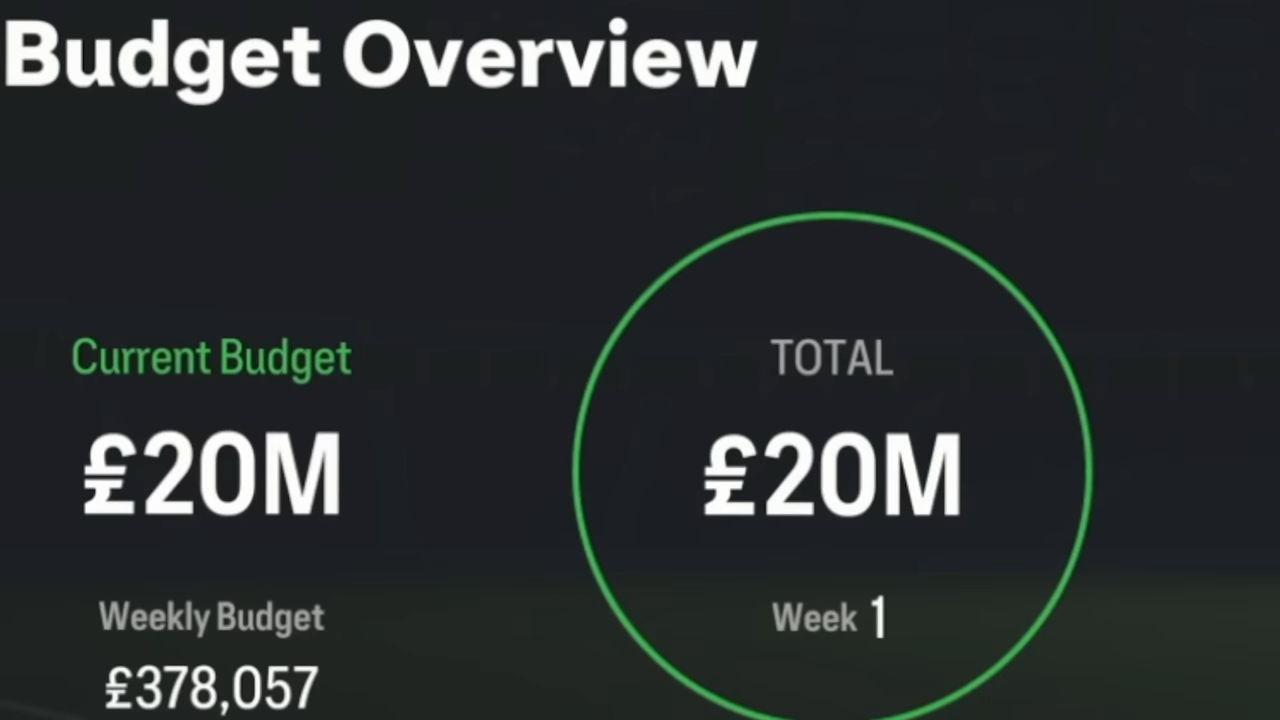 Budget Overview
Current Budget
£20M
Weekly Budget
£378,057
TOTAL
£20M
Week 1